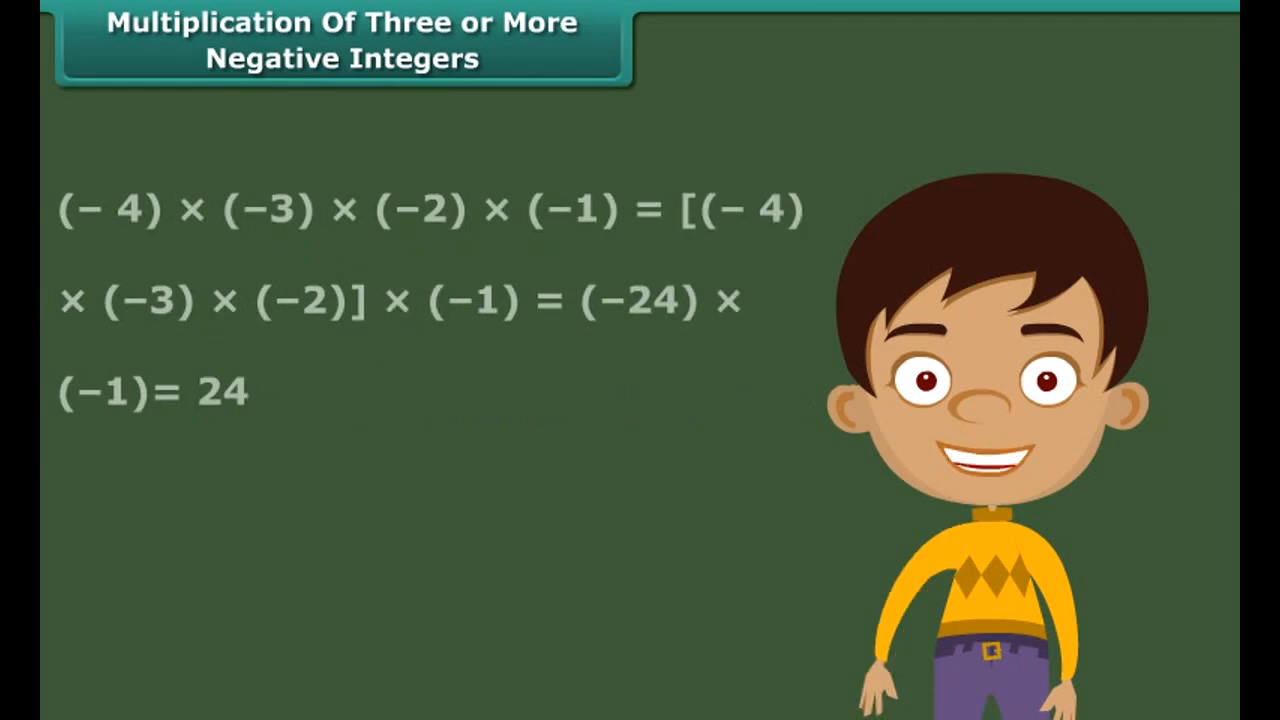 Multiplication Of Three or More
Negative Integers
(– 4) × (–3) × (–2) × (–1) = [(– 4)
× (–3) × (–2)] × (–1) = (–24) ×
(–1)= 24